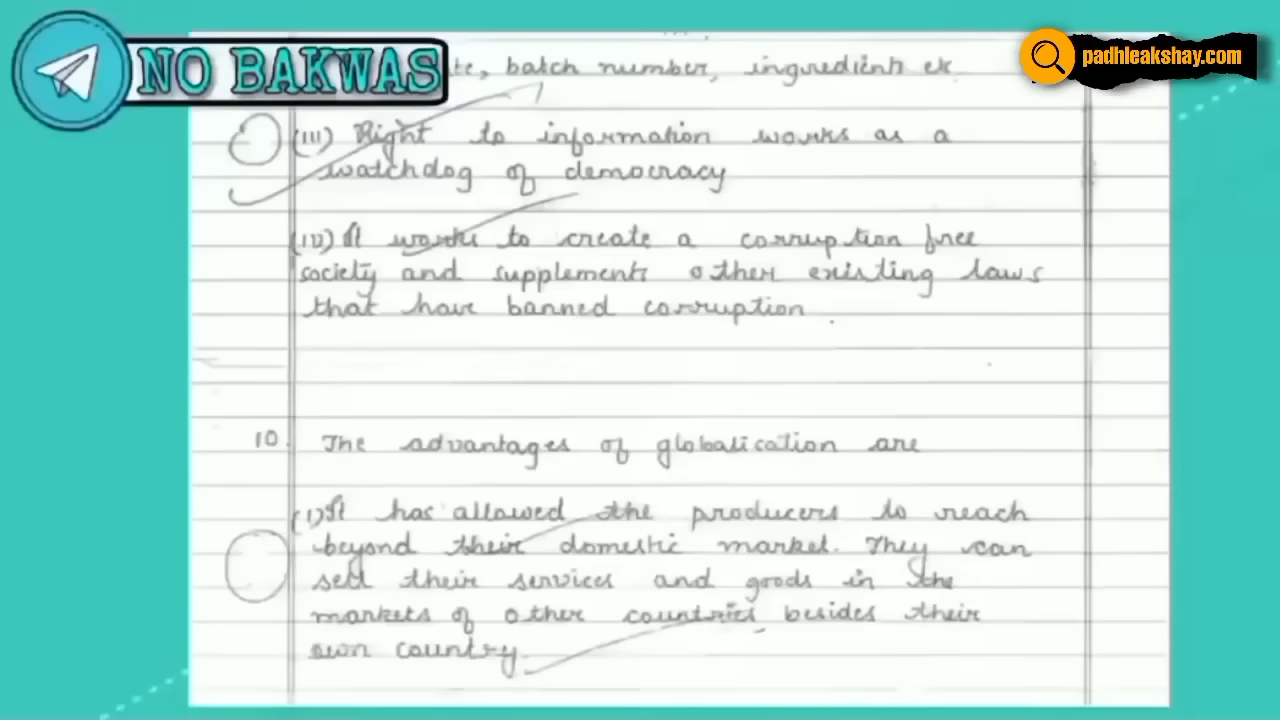 NO BAKWAS
padhleakshay.com
batch number, ingredients etc
(III) Right to information works as a
watchdog of democracy
(IV) It works to create a corruption free
society and supplements other existing laws
that have banned corruption.
10. The advantages of globalication are
(I) It has allowed the producers to reach
beyond their domestic market. They can
sell their services and goods in the
markets of other countries besides their
own country.